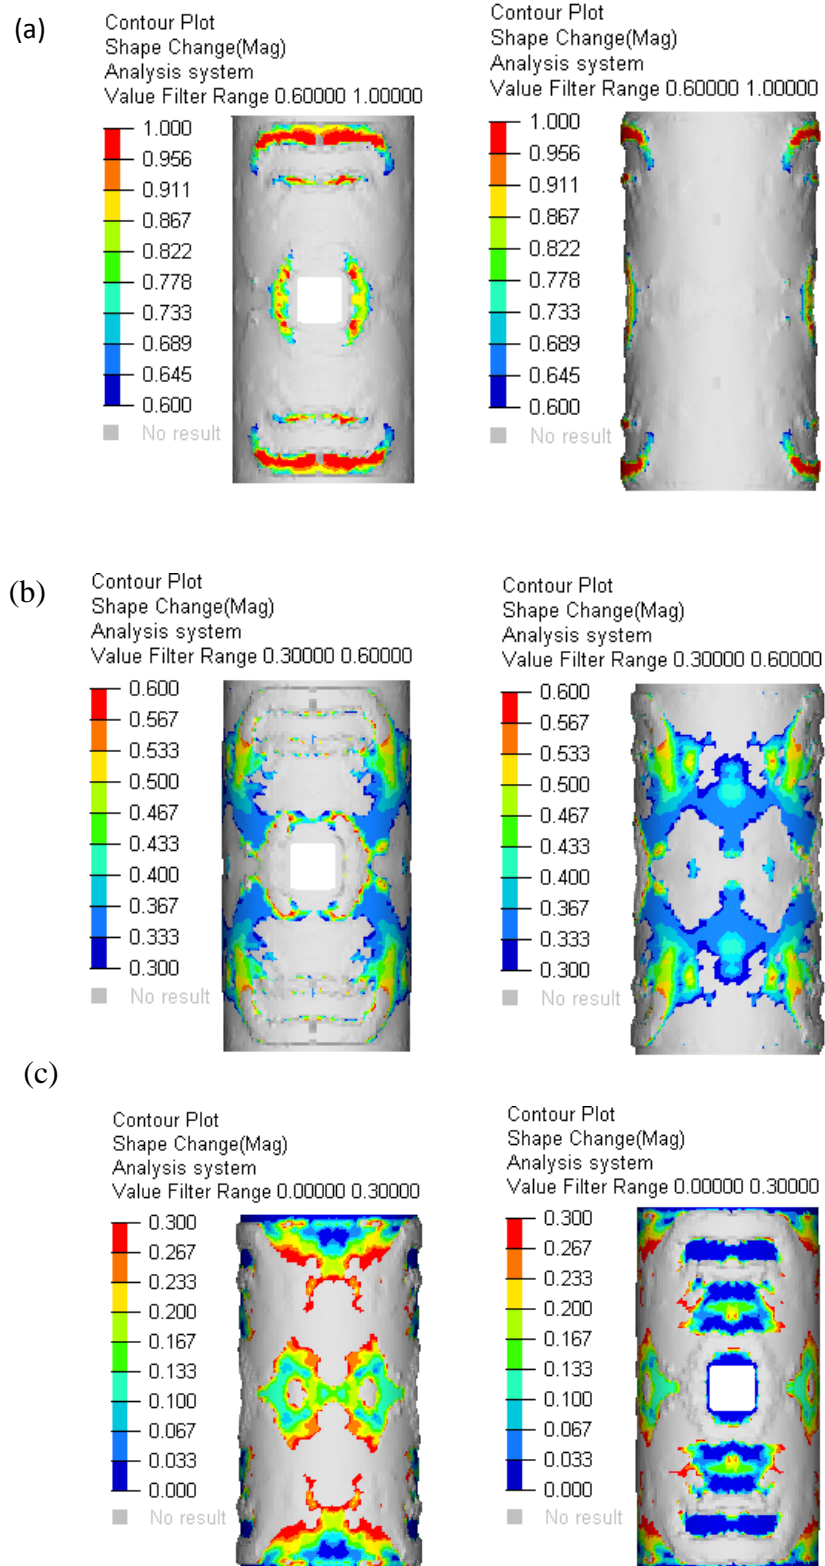 (a)
Contour Plot
Shape Change(Mag)
Analysis system
Value Filter Range 0.60000 1.00000
1.000
0.956
0.911
0.867
0.822
0.778
0.733
0.689
0.645
0.600
No result
Contour Plot
Shape Change(Mag)
Analysis system
Value Filter Range 0.60000 1.00000
1.000
0.956
0.911
0.867
0.822
0.778
0.733
0.689
0.645
0.600
No result
(b)
Contour Plot
Shape Change(Mag)
Analysis system
Value Filter Range 0.30000 0.60000
0.600
0.567
0.533
0.500
0.467
0.433
0.400
0.367
0.333
0.300
No result
Contour Plot
Shape Change(Mag)
Analysis system
Value Filter Range 0.30000 0.60000
0.600
0.567
0.533
0.500
0.467
0.433
0.400
0.367
0.333
0.300
No result
(c)
Contour Plot
Shape Change(Mag)
Analysis system
Value Filter Range 0.00000 0.30000
0.300
0.267
0.233
0.200
0.167
0.133
0.100
0.067
0.033
0.000
No result
Contour Plot
Shape Change(Mag)
Analysis system
Value Filter Range 0.00000 0.30000
0.300
0.267
0.233
0.200
0.167
0.133
0.100
0.067
0.033
0.000
No result